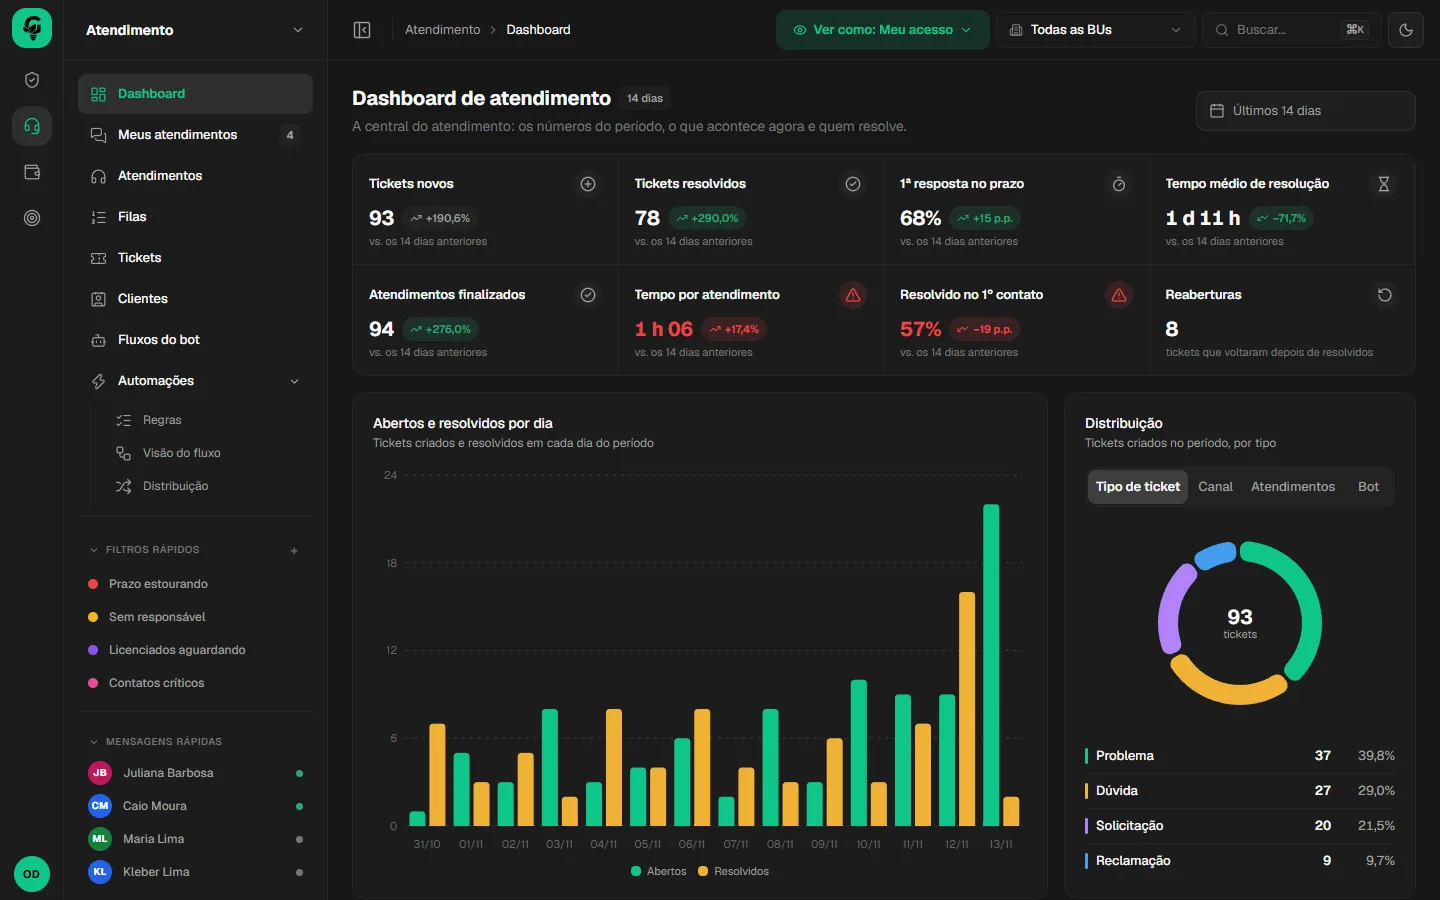 Atendimento
Atendimento > Dashboard
Ver como: Meu acesso
Todas as BUs
Buscar...
⌘K
Dashboard
Meus atendimentos 4
Atendimentos
Filas
Tickets
Clientes
Fluxos do bot
Automações
Regras
Visão do fluxo
Distribuição
FILTROS RÁPIDOS +
Prazo estourando
Sem responsável
Licenciados aguardando
Contatos críticos
MENSAGENS RÁPIDAS
JB Juliana Barbosa
CM Caio Moura
ML Maria Lima
KL Kleber Lima
OD
Dashboard de atendimento 14 dias
A central do atendimento: os números do período, o que acontece agora e quem resolve.
Últimos 14 dias
Tickets novos
93 +190,6%
vs. os 14 dias anteriores
Tickets resolvidos
78 +290,0%
vs. os 14 dias anteriores
1ª resposta no prazo
68% +15 p.p.
vs. os 14 dias anteriores
Tempo médio de resolução
1 d 11 h −71,7%
vs. os 14 dias anteriores
Atendimentos finalizados
94 +276,0%
vs. os 14 dias anteriores
Tempo por atendimento
1 h 06 +17,4%
vs. os 14 dias anteriores
Resolvido no 1º contato
57% −19 p.p.
vs. os 14 dias anteriores
Reaberturas
8
tickets que voltaram depois de resolvidos
Abertos e resolvidos por dia
Tickets criados e resolvidos em cada dia do período
24
18
12
6
0
31/10 01/11 02/11 03/11 04/11 05/11 06/11 07/11 08/11 09/11 10/11 11/11 12/11 13/11
Abertos Resolvidos
Distribuição
Tickets criados no período, por tipo
Tipo de ticket Canal Atendimentos Bot
93
tickets
Problema 37 39,8%
Dúvida 27 29,0%
Solicitação 20 21,5%
Reclamação 9 9,7%